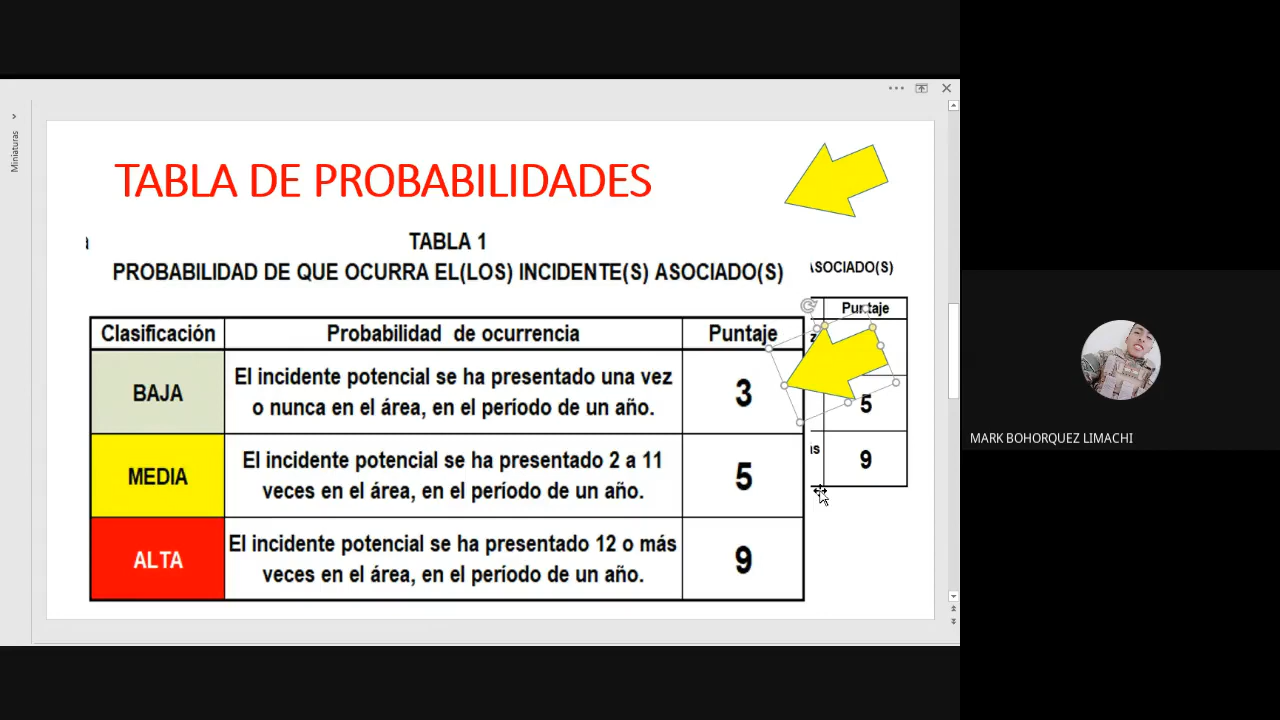 Miniaturas
TABLA DE PROBABILIDADES
TABLA 1
PROBABILIDAD DE QUE OCURRA EL(LOS) INCIDENTE(S) ASOCIADO(S)
ASOCIADO(S)
Clasificación Probabilidad de ocurrencia Puntaje
Puntaje
BAJA
El incidente potencial se ha presentado una vez
o nunca en el área, en el período de un año.
3
MEDIA
El incidente potencial se ha presentado 2 a 11
veces en el área, en el período de un año.
5
ALTA
El incidente potencial se ha presentado 12 o más
veces en el área, en el período de un año.
9
5
9
MARK BOHORQUEZ LIMACHI